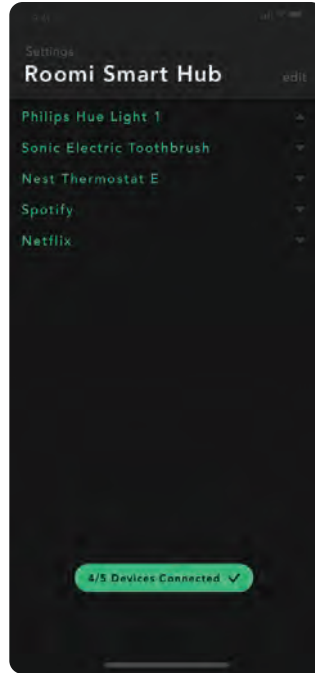 Settings
Roomi Smart Hub
edit
Philips Hue Light 1
Sonic Electric Toothbrush
Nest Thermostat E
Spotify
Netflix
4/5 Devices Connected